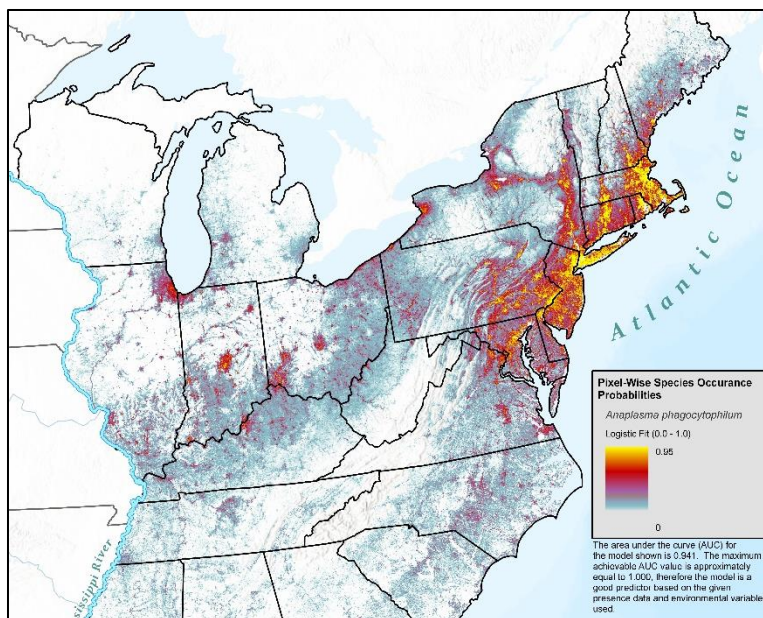 Atlantic Ocean
Pixel-Wise Species Occurance
Probabilities
Anaplasma phagocytophilum
Logistic Fit (0.0 - 1.0)
0.95
0
The area under the curve (AUC) for
the model shown is 0.941. The maximum
achievable AUC value is approximately
equal to 1.000, therefore the model is a
good predictor based on the given
presence data and environmental variable
used.
sissippi River